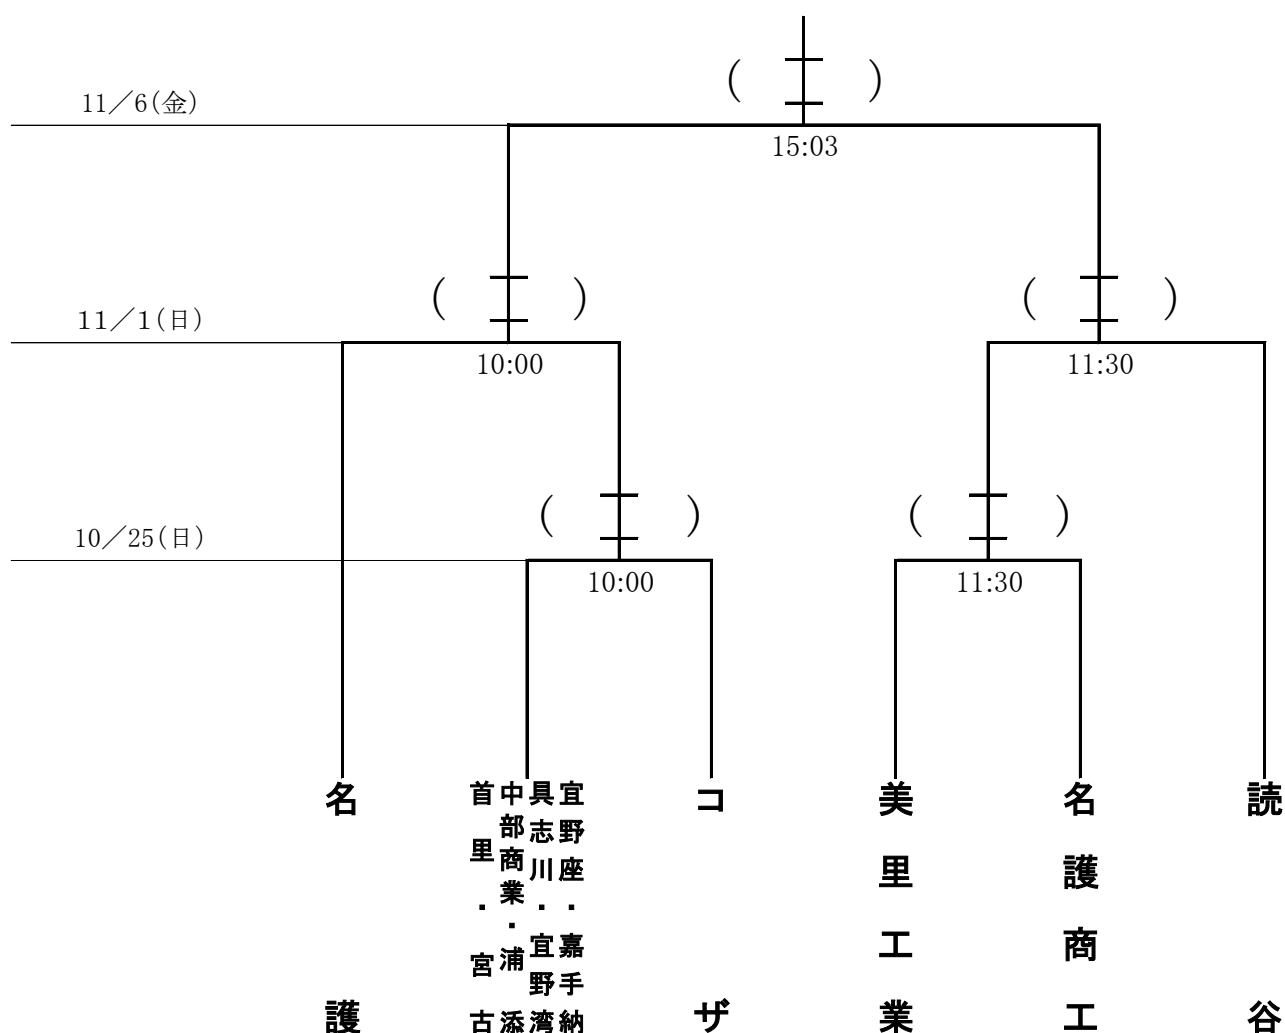 ( )
11／6(金)
15:03
( )
( )
11／1(日)
10:00
11:30
( )
( )
10／25(日)
10:00
11:30
名護
宜野座・嘉手納
具志川・宜野湾
中部商業・浦添
首里・宮古
コザ
美里工業
名護商工
読谷